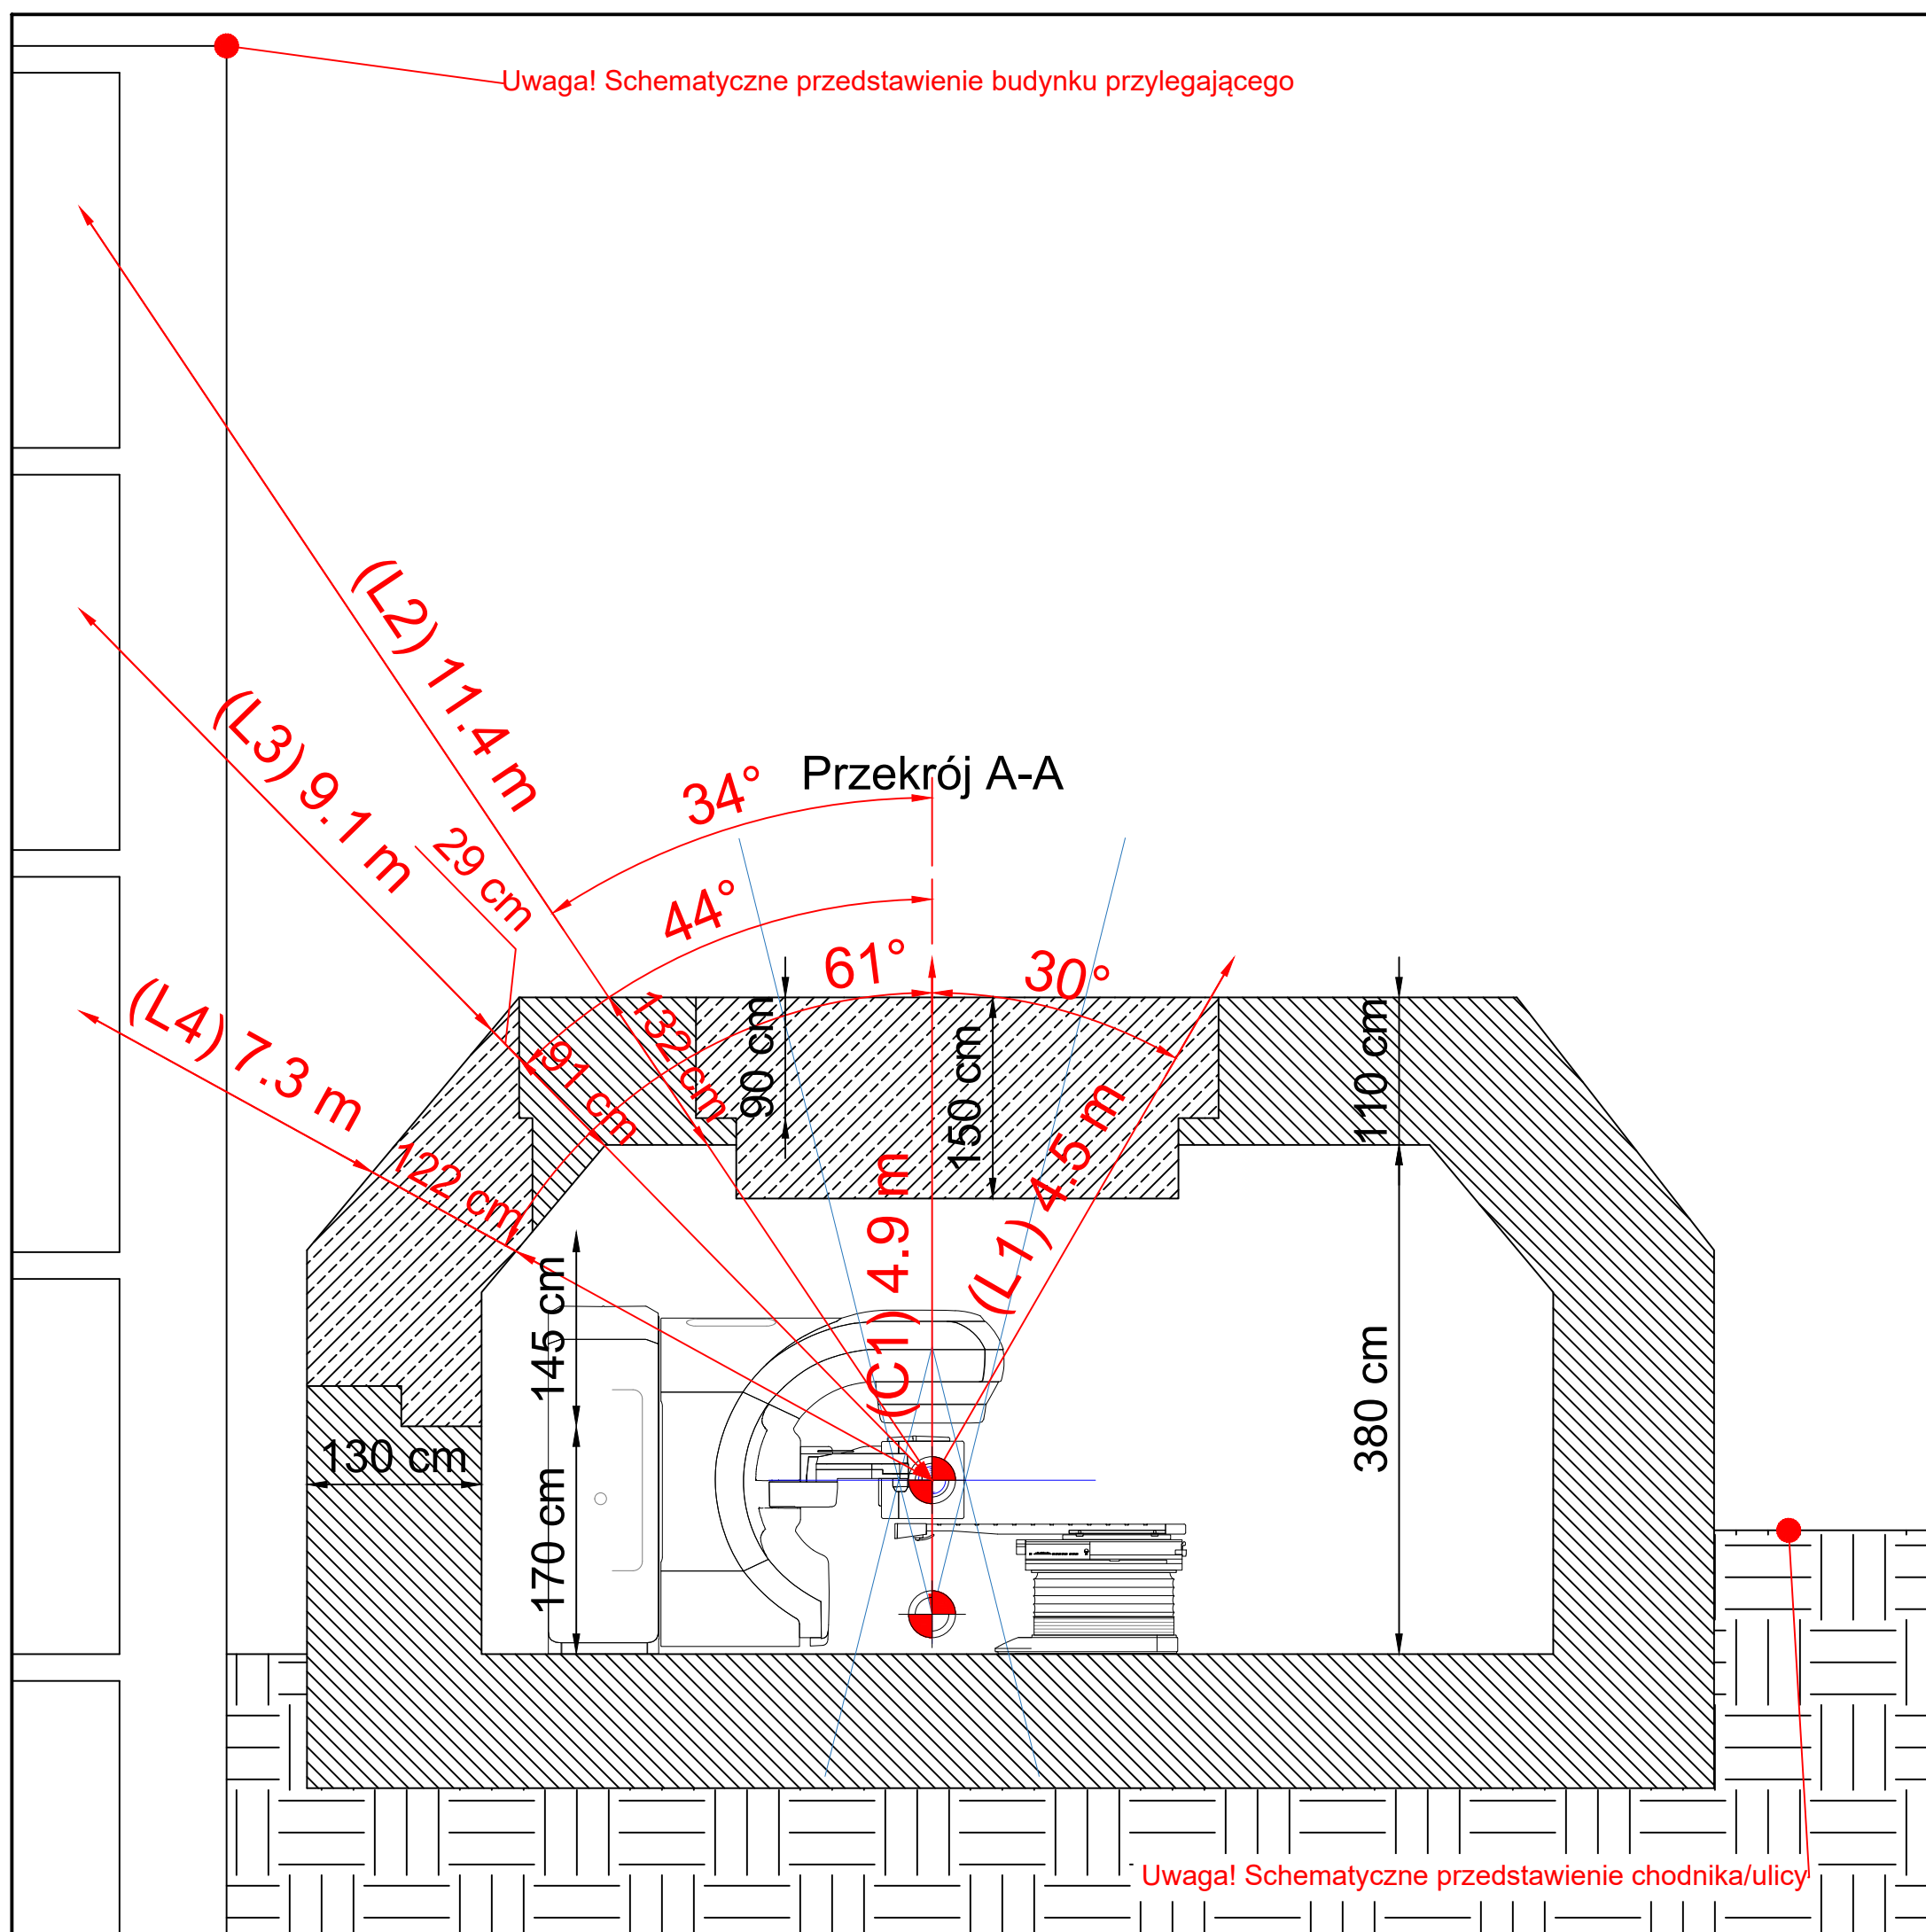 Uwaga! Schematyczne przedstawienie budynku przylegającego
(L2) 11.4 m
(L3) 9.1 m
29 cm
34°
Przekrój A-A
44°
61°
30°
(L4) 7.3 m
132 cm
91 cm
122 cm
90 cm
150 cm
110 cm
(C1) 4.9 m
(L1) 4.5 m
145 cm
380 cm
130 cm
170 cm
Uwaga! Schematyczne przedstawienie chodnika/ulicy